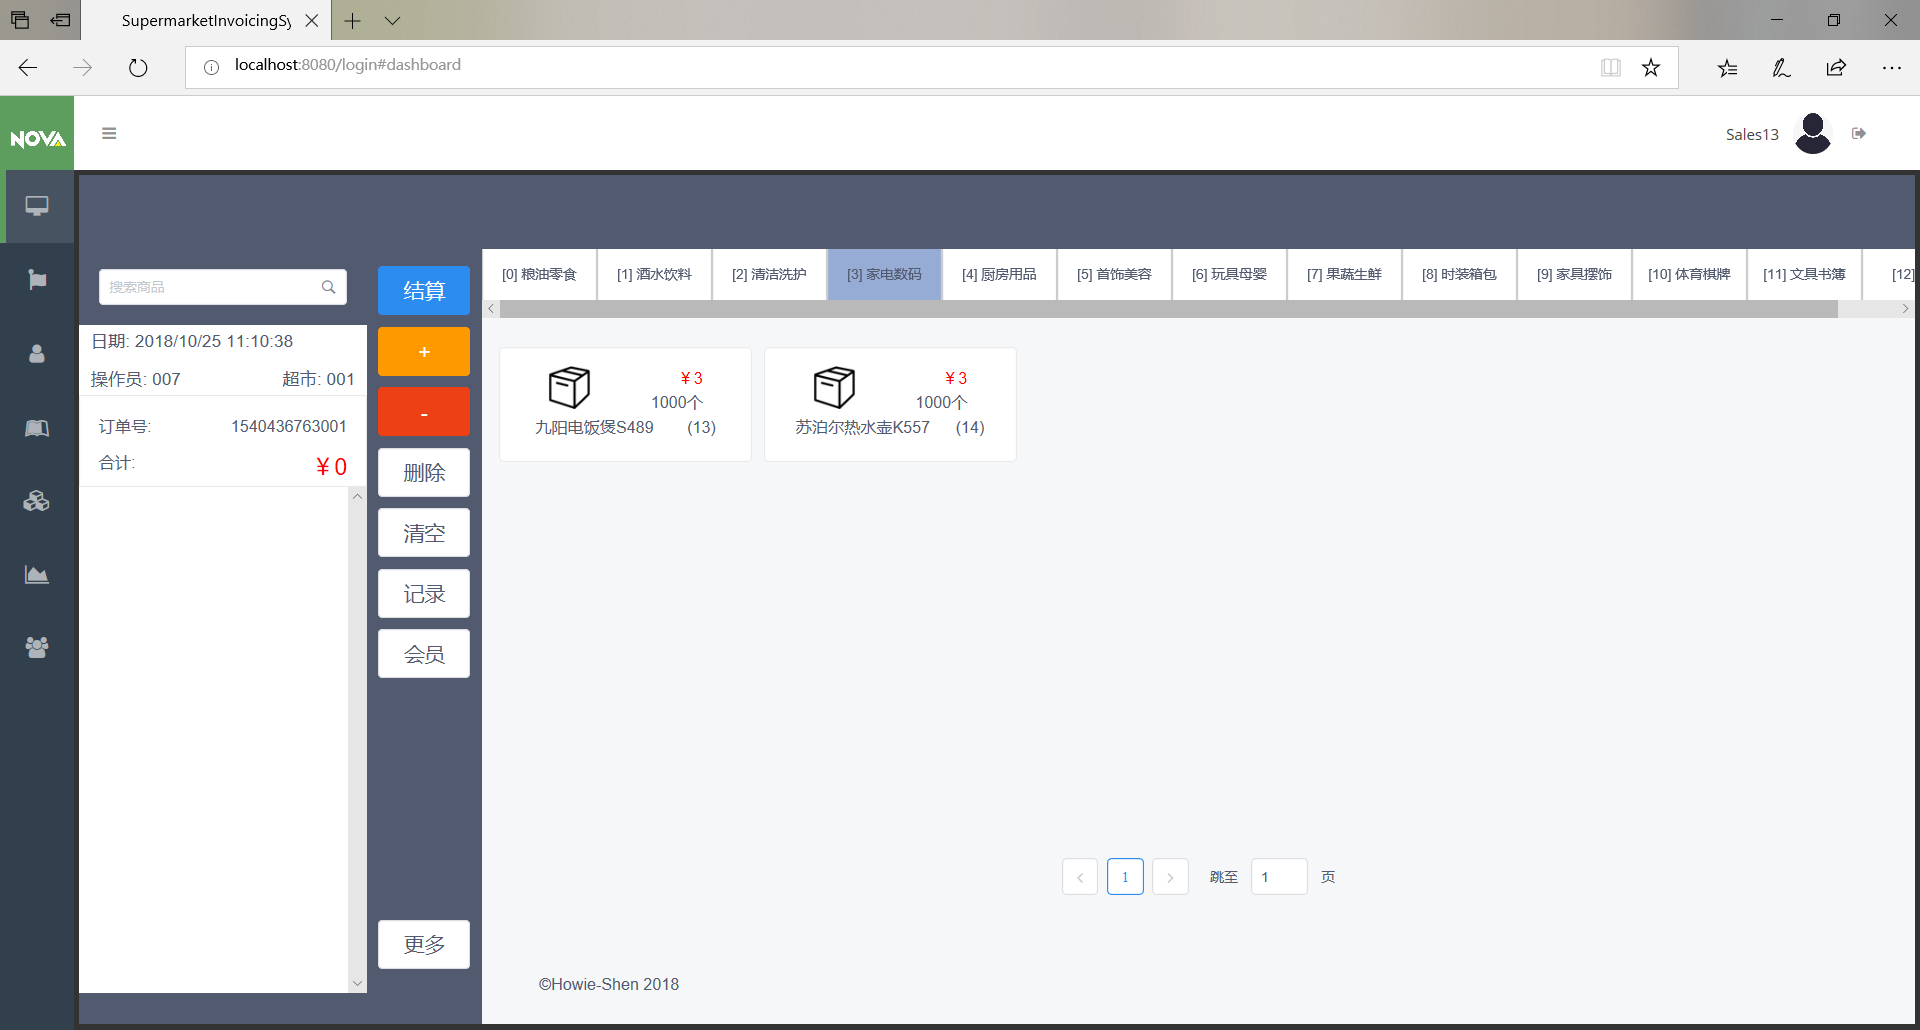 SupermarketInvoicingSy
localhost:8080/login#dashboard
NOVA
Sales13
[0] 粮油零食
[1] 酒水饮料
[2] 清洁洗护
[3] 家电数码
[4] 厨房用品
[5] 首饰美容
[6] 玩具母婴
[7] 果蔬生鲜
[8] 时装箱包
[9] 家具摆饰
[10] 体育棋牌
[11] 文具书簿
[12]
搜索商品
日期: 2018/10/25 11:10:38
操作员: 007 超市: 001
订单号: 1540436763001
合计: ¥ 0
结算
+
-
删除
清空
记录
会员
更多
¥ 3
1000个
九阳电饭煲S489 (13)
¥ 3
1000个
苏泊尔热水壶K557 (14)
< 1 > 跳至 1 页
©Howie-Shen 2018